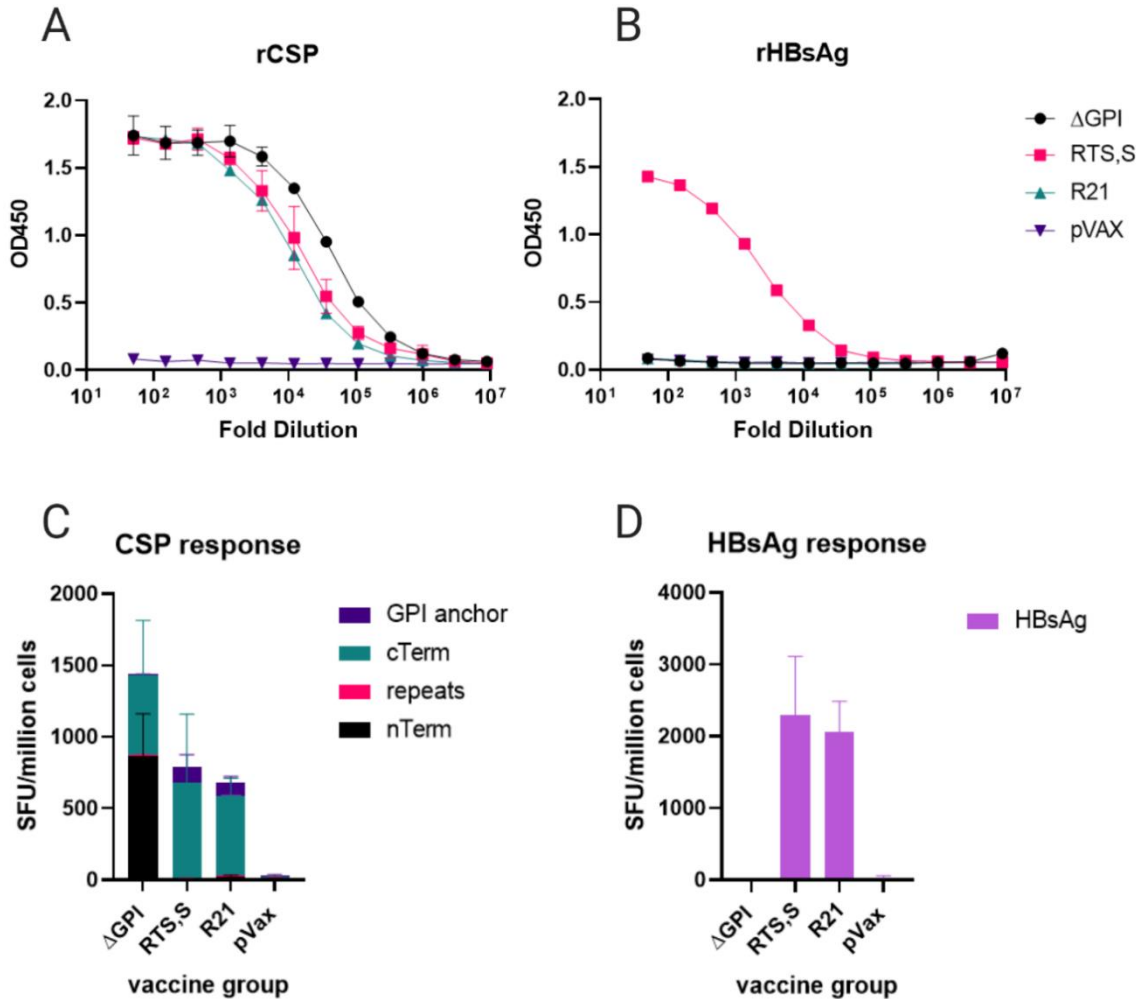 A
rCSP
OD450
2.0
1.5
1.0
0.5
0.0
10¹ 10² 10³ 10⁴ 10⁵ 10⁶ 10⁷
Fold Dilution
B
rHBsAg
OD450
2.0
1.5
1.0
0.5
0.0
10¹ 10² 10³ 10⁴ 10⁵ 10⁶ 10⁷
Fold Dilution
ΔGPI
RTS,S
R21
pVAX
C
CSP response
SFU/million cells
2000
1500
1000
500
0
ΔGPI RTS,S R21 pVax
vaccine group
GPI anchor
cTerm
repeats
nTerm
D
HBsAg response
SFU/million cells
4000
3000
2000
1000
0
ΔGPI RTS,S R21 pVax
vaccine group
HBsAg